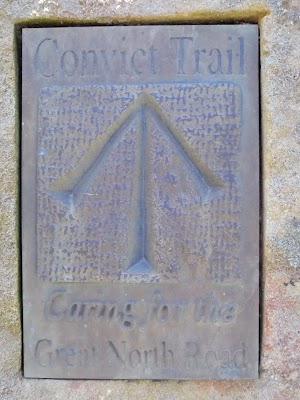 Convict Trail
Caring for the
Great North Road